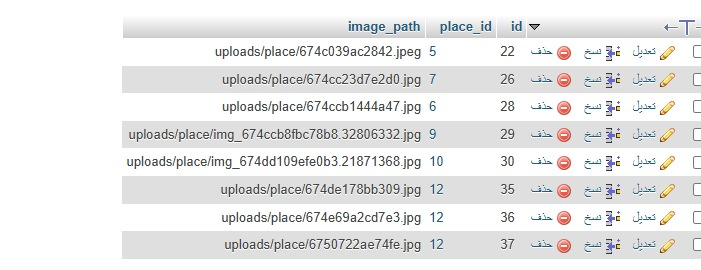 id place_id image_path
تعديل نسخ حذف 22 5 uploads/place/674c039ac2842.jpeg
تعديل نسخ حذف 26 7 uploads/place/674cc23d7e2d0.jpg
تعديل نسخ حذف 28 6 uploads/place/674ccb1444a47.jpg
تعديل نسخ حذف 29 9 uploads/place/img_674ccb8fbc78b8.32806332.jpg
تعديل نسخ حذف 30 10 uploads/place/img_674dd109efe0b3.21871368.jpg
تعديل نسخ حذف 35 12 uploads/place/674de178bb309.jpg
تعديل نسخ حذف 36 12 uploads/place/674e69a2cd7e3.jpg
تعديل نسخ حذف 37 12 uploads/place/6750722ae74fe.jpg